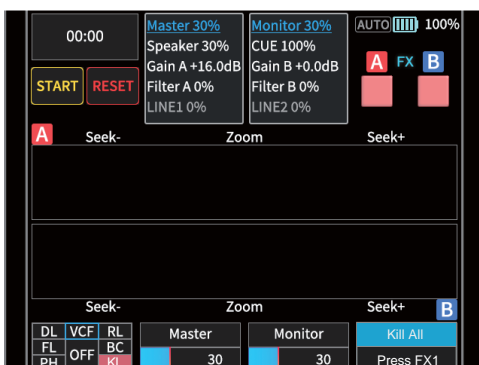 00:00
START RESET
Master 30%
Speaker 30%
Gain A +16.0dB
Filter A 0%
LINE1 0%
Monitor 30%
CUE 100%
Gain B +0.0dB
Filter B 0%
LINE2 0%
AUTO 100%
A FX B
A
Seek- Zoom Seek+
Seek- Zoom Seek+
B
DL VCF RL
FL OFF BC
PH KL
Master
30
Monitor
30
Kill All
Press FX1